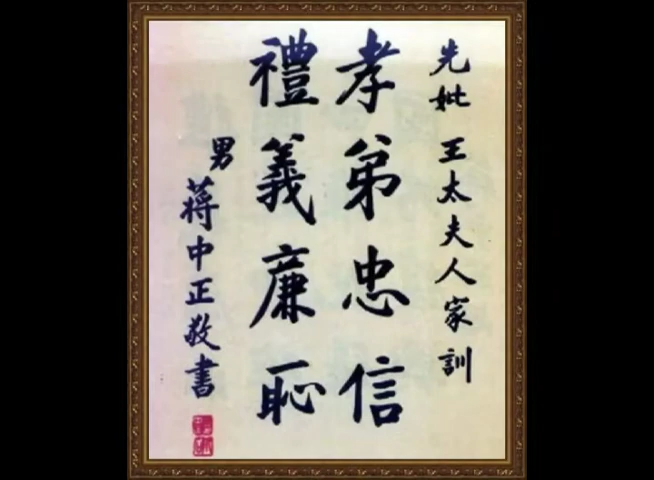 先妣王太夫人家訓
孝弟忠信
禮義廉恥
男蔣中正敬書